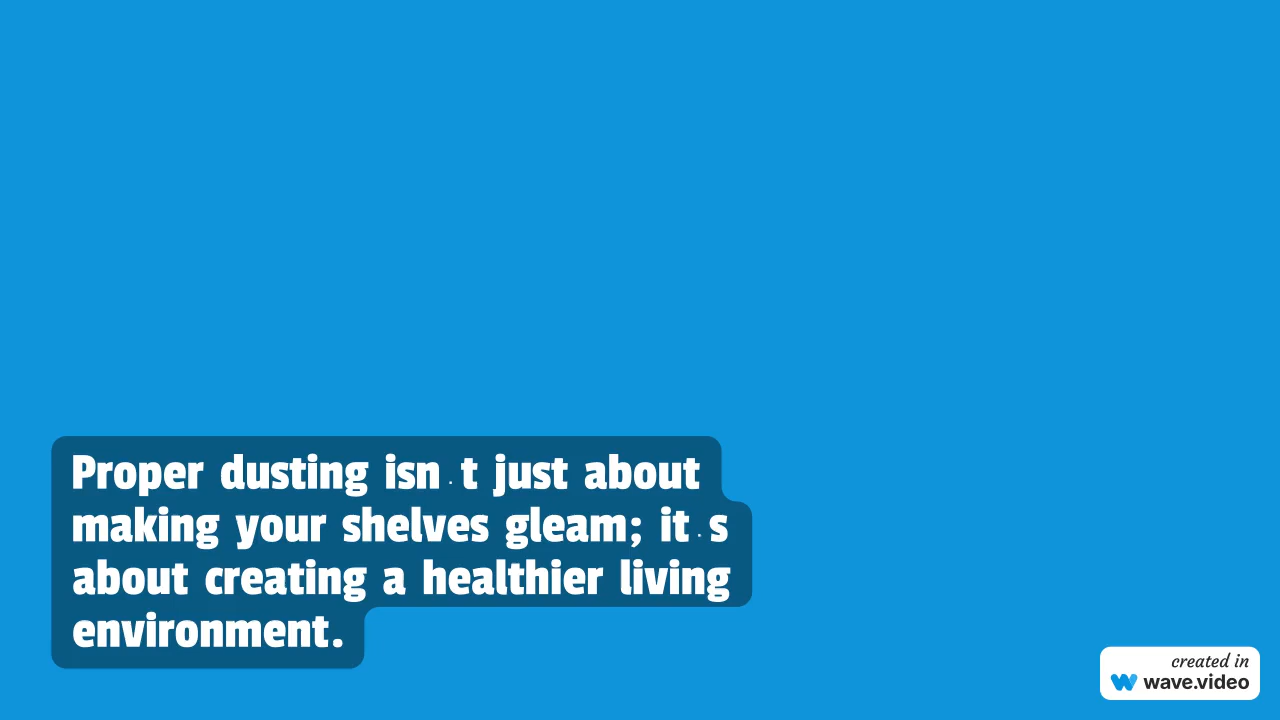 Proper dusting isn·t just about
making your shelves gleam; it·s
about creating a healthier living
environment.
created in
wave.video